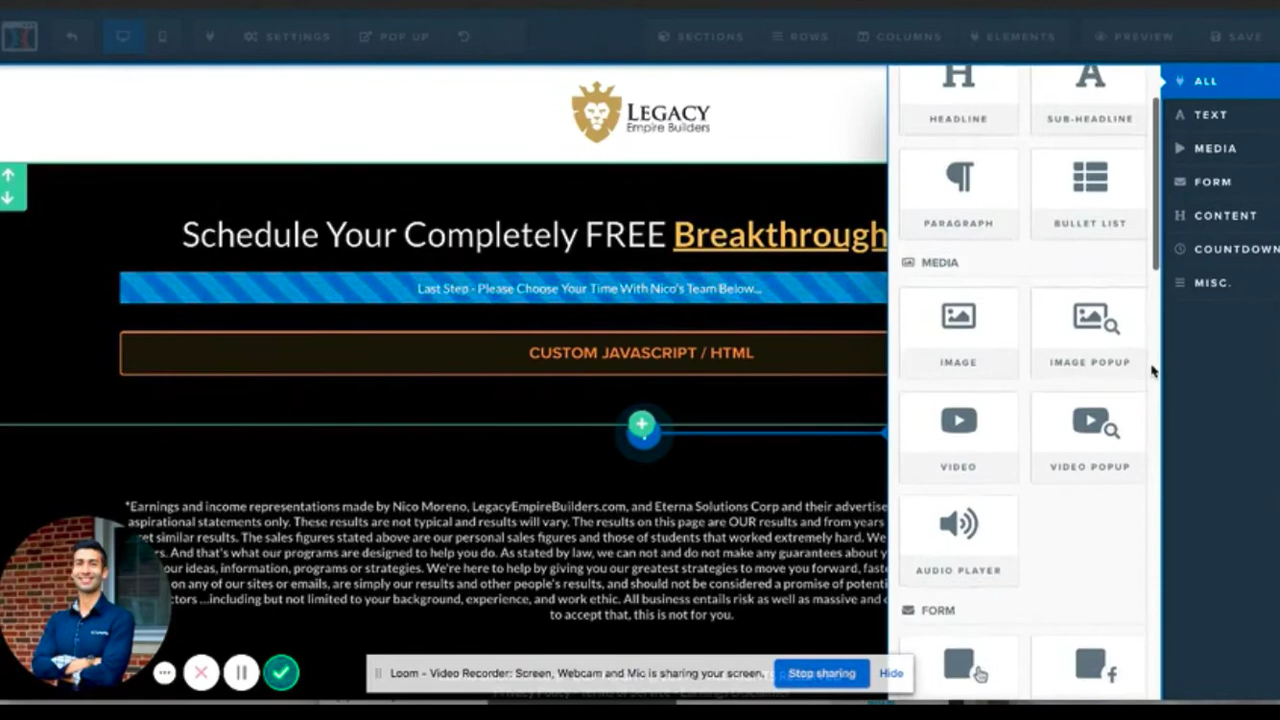 SETTINGS
POP UP
SECTIONS
ROWS
COLUMNS
ELEMENTS
PREVIEW
SAVE
LEGACY
Empire Builders
Schedule Your Completely FREE Breakthrough
Last Step - Please Choose Your Time With Nico's Team Below...
CUSTOM JAVASCRIPT / HTML
*Earnings and income representations made by Nico Moreno, LegacyEmpireBuilders.com, and Eterna Solutions Corp and their advertise
aspirational statements only. These results are not typical and results will vary. The results on this page are OUR results and from years
et similar results. The sales figures stated above are our personal sales figures and those of students that worked extremely hard. We
rs. And that's what our programs are designed to help you do. As stated by law, we can not and do not make any guarantees about y
our ideas, information, programs or strategies. We're here to help by giving you our greatest strategies to move you forward, faste
on any of our sites or emails, are simply our results and other people's results, and should not be considered a promise of potenti
ctors ...including but not limited to your background, experience, and work ethic. All business entails risk as well as massive and
to accept that, this is not for you.
Loom – Video Recorder: Screen, Webcam and Mic is sharing your screen.
Stop sharing
Hide
HEADLINE
SUB-HEADLINE
PARAGRAPH
BULLET LIST
MEDIA
IMAGE
IMAGE POPUP
VIDEO
VIDEO POPUP
AUDIO PLAYER
FORM
ALL
TEXT
MEDIA
FORM
CONTENT
COUNTDOWN
MISC.